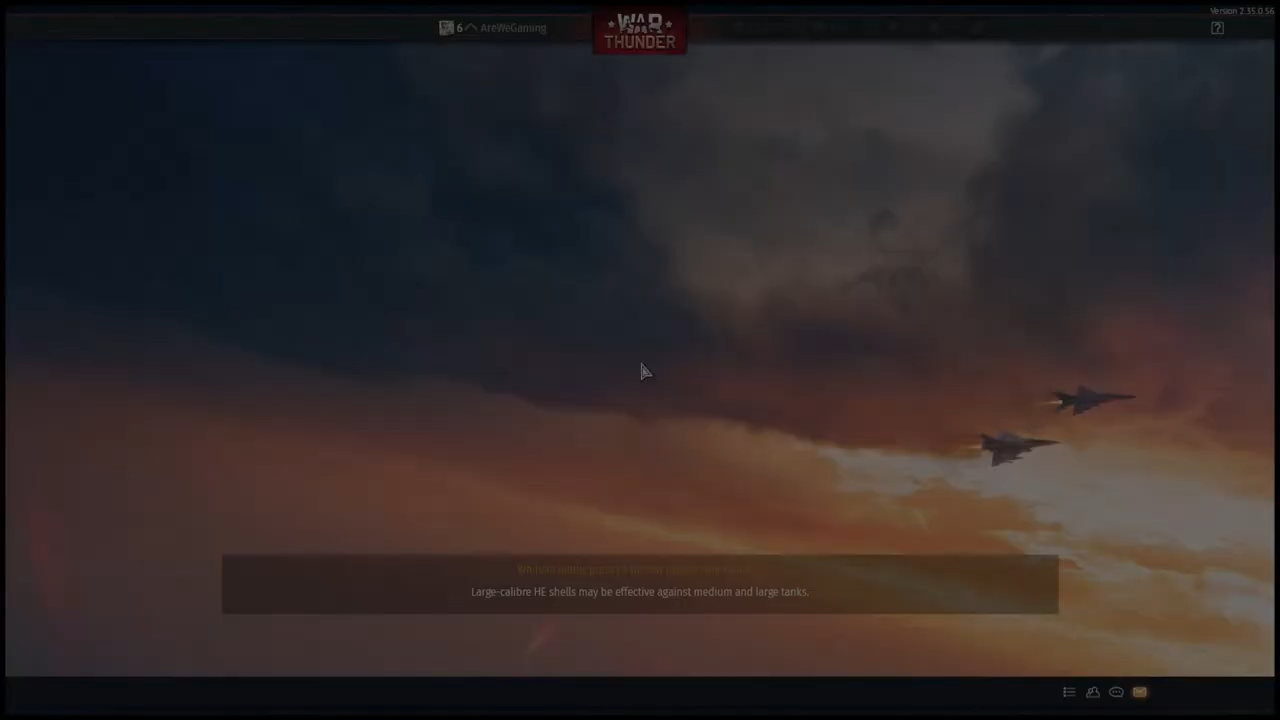 Version 2.35.0.56
6 AreWeGaming
WAR
THUNDER
Large-calibre HE shells may be effective against medium and large tanks.